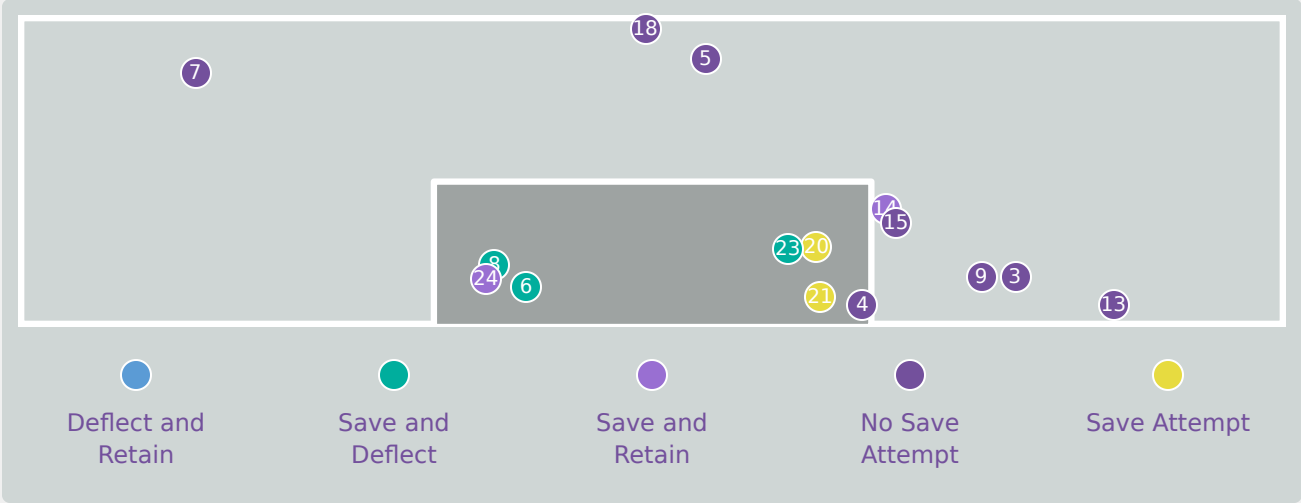 18
5
7
14
15
23
20
8
24
6
21
4
9
3
13
Deflect and
Retain
Save and
Deflect
Save and
Retain
No Save
Attempt
Save Attempt